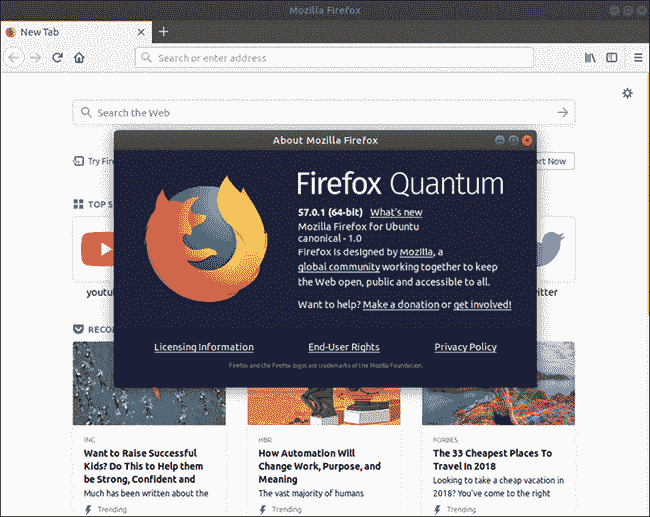 Mozilla Firefox
New Tab
Search or enter address
Search the Web
Try Fire
rt Now
About Mozilla Firefox
Firefox Quantum
57.0.1 (64-bit) What's new
Mozilla Firefox for Ubuntu
canonical - 1.0
Firefox is designed by Mozilla, a
global community working together to keep
the Web open, public and accessible to all.
Want to help? Make a donation or get involved!
Licensing Information End-User Rights Privacy Policy
Firefox and the Firefox logos are trademarks of the Mozilla Foundation.
TOP S
youtu
itter
RECO
INC
Want to Raise Successful
Kids? Do This to Help them
be Strong, Confident and
Much has been written about the
Trending
HBR
How Automation Will
Change Work, Purpose, and
Meaning
The vast majority of humans
Trending
FORBES
The 33 Cheapest Places To
Travel In 2018
Looking to take a cheap vacation in
2018? You've come to the right
Trending